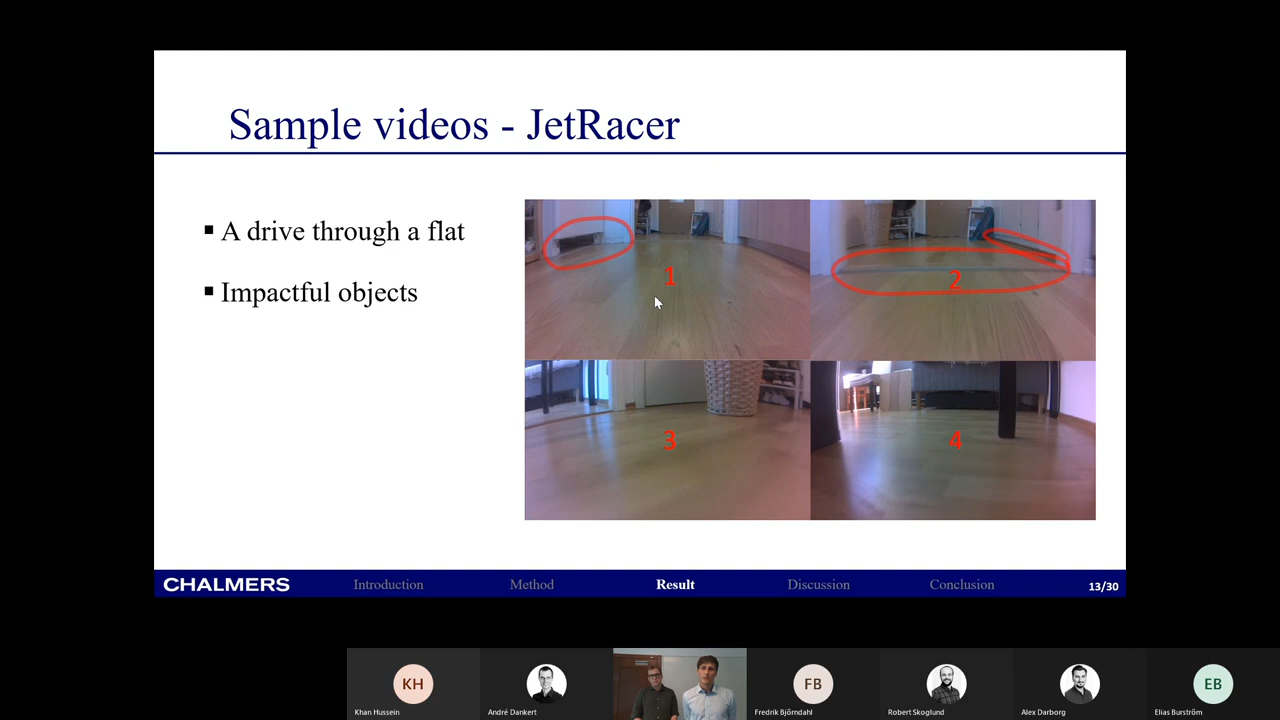 Sample videos - JetRacer
▪ A drive through a flat
▪ Impactful objects
1
2
3
4
CHALMERS Introduction Method Result Discussion Conclusion 13/30
KH FB EB
Khan Hussein André Dankert Fredrik Björndahl Robert Skoglund Alex Darborg Elias Burström